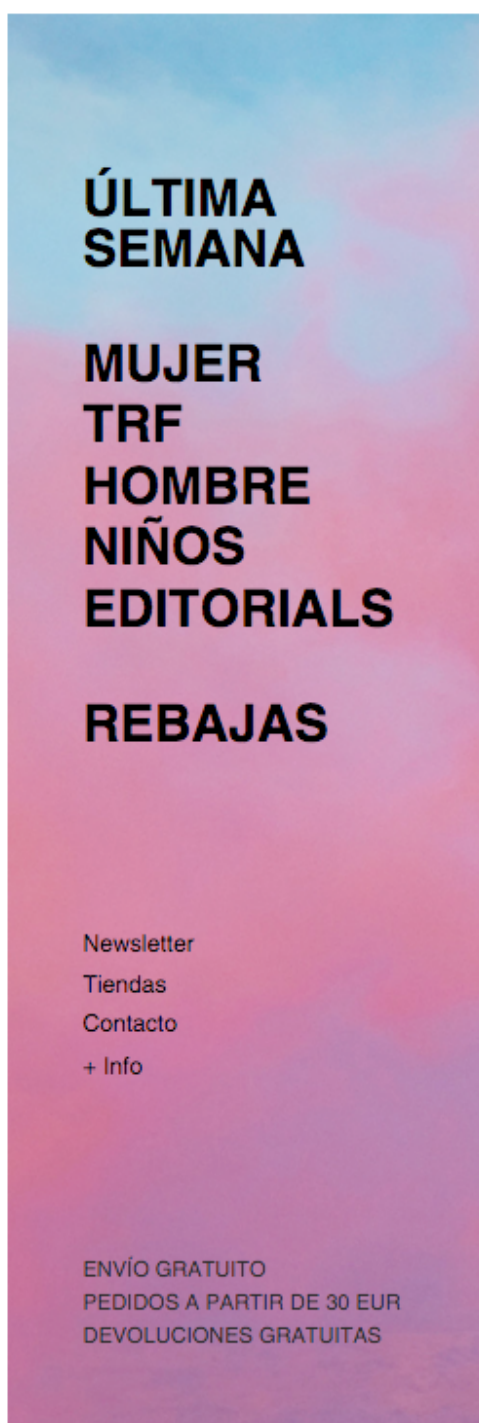 ÚLTIMA
SEMANA
MUJER
TRF
HOMBRE
NIÑOS
EDITORIALS
REBAJAS
Newsletter
Tiendas
Contacto
+ Info
ENVÍO GRATUITO
PEDIDOS A PARTIR DE 30 EUR
DEVOLUCIONES GRATUITAS